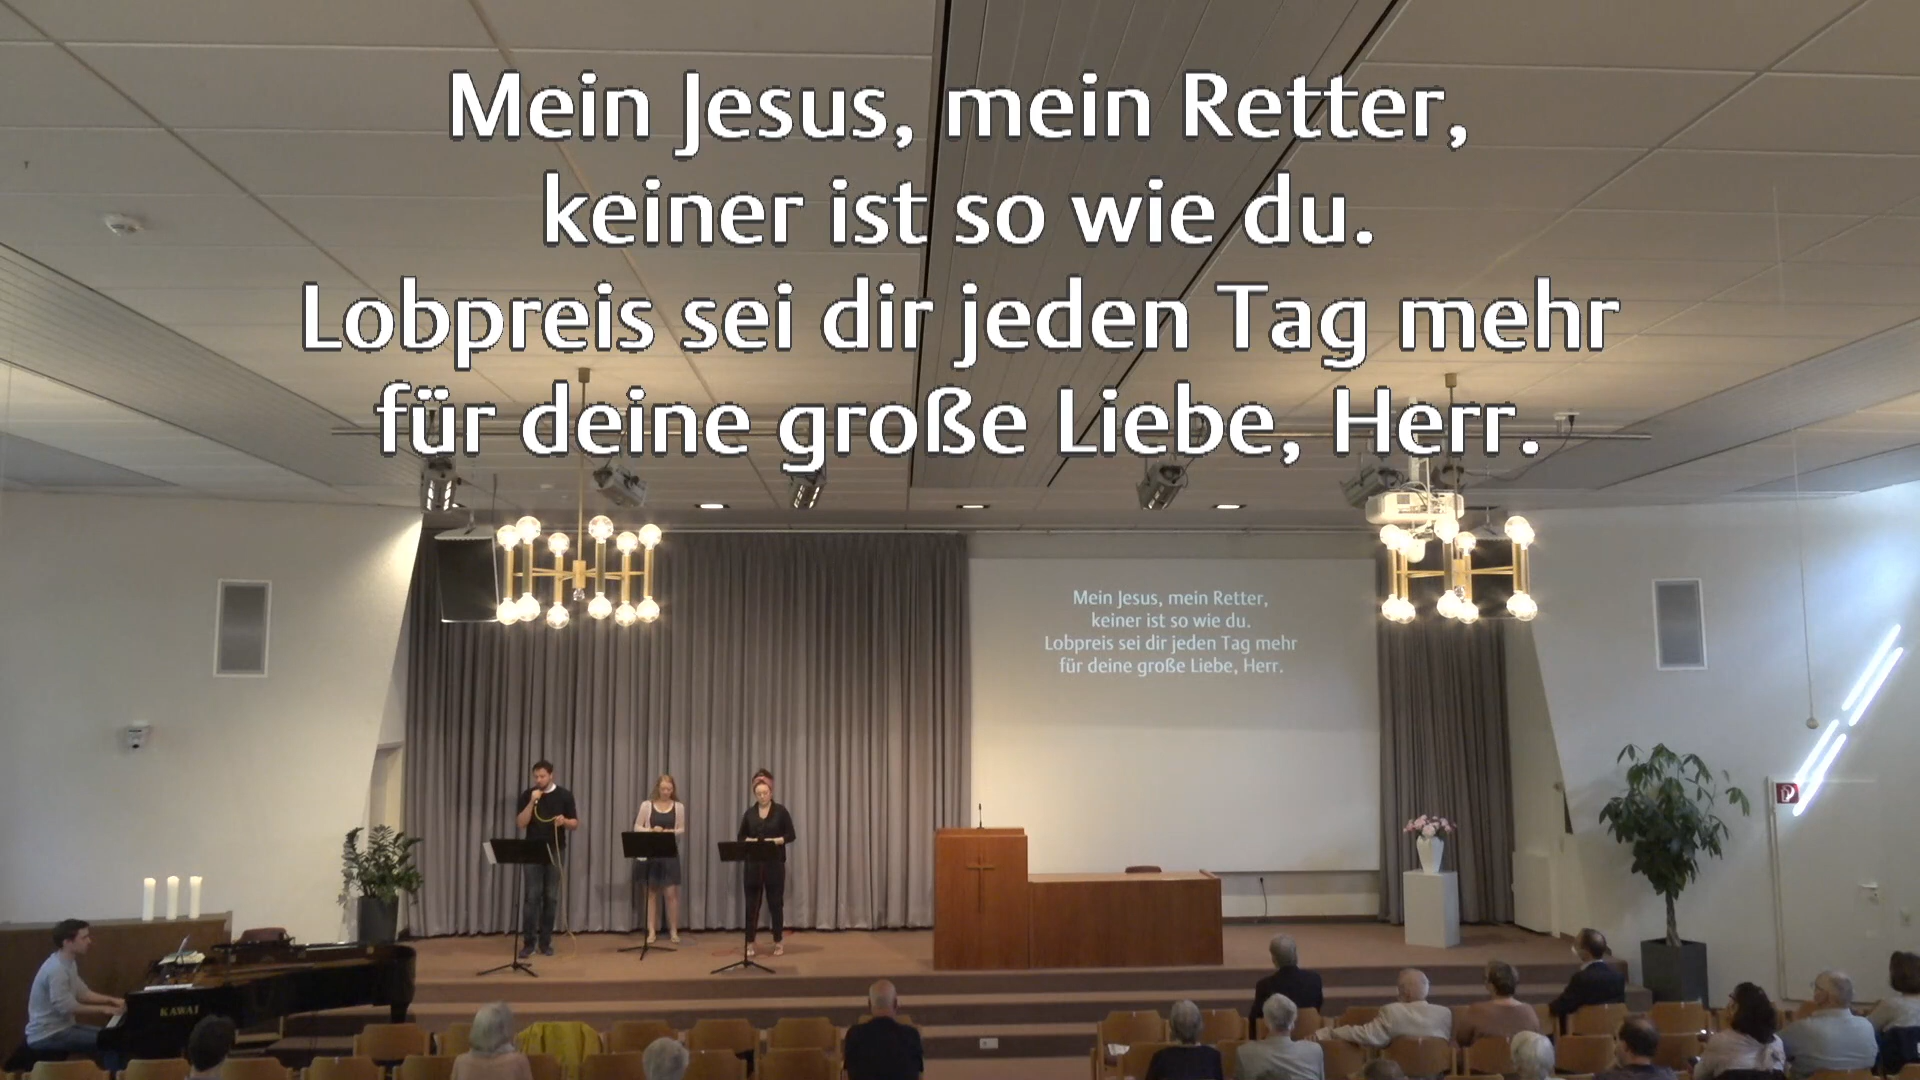 Mein Jesus, mein Retter,
keiner ist so wie du.
Lobpreis sei dir jeden Tag mehr
für deine große Liebe, Herr.
Mein Jesus, mein Retter,
keiner ist so wie du.
Lobpreis sei dir jeden Tag mehr
für deine große Liebe, Herr.
KAWAI